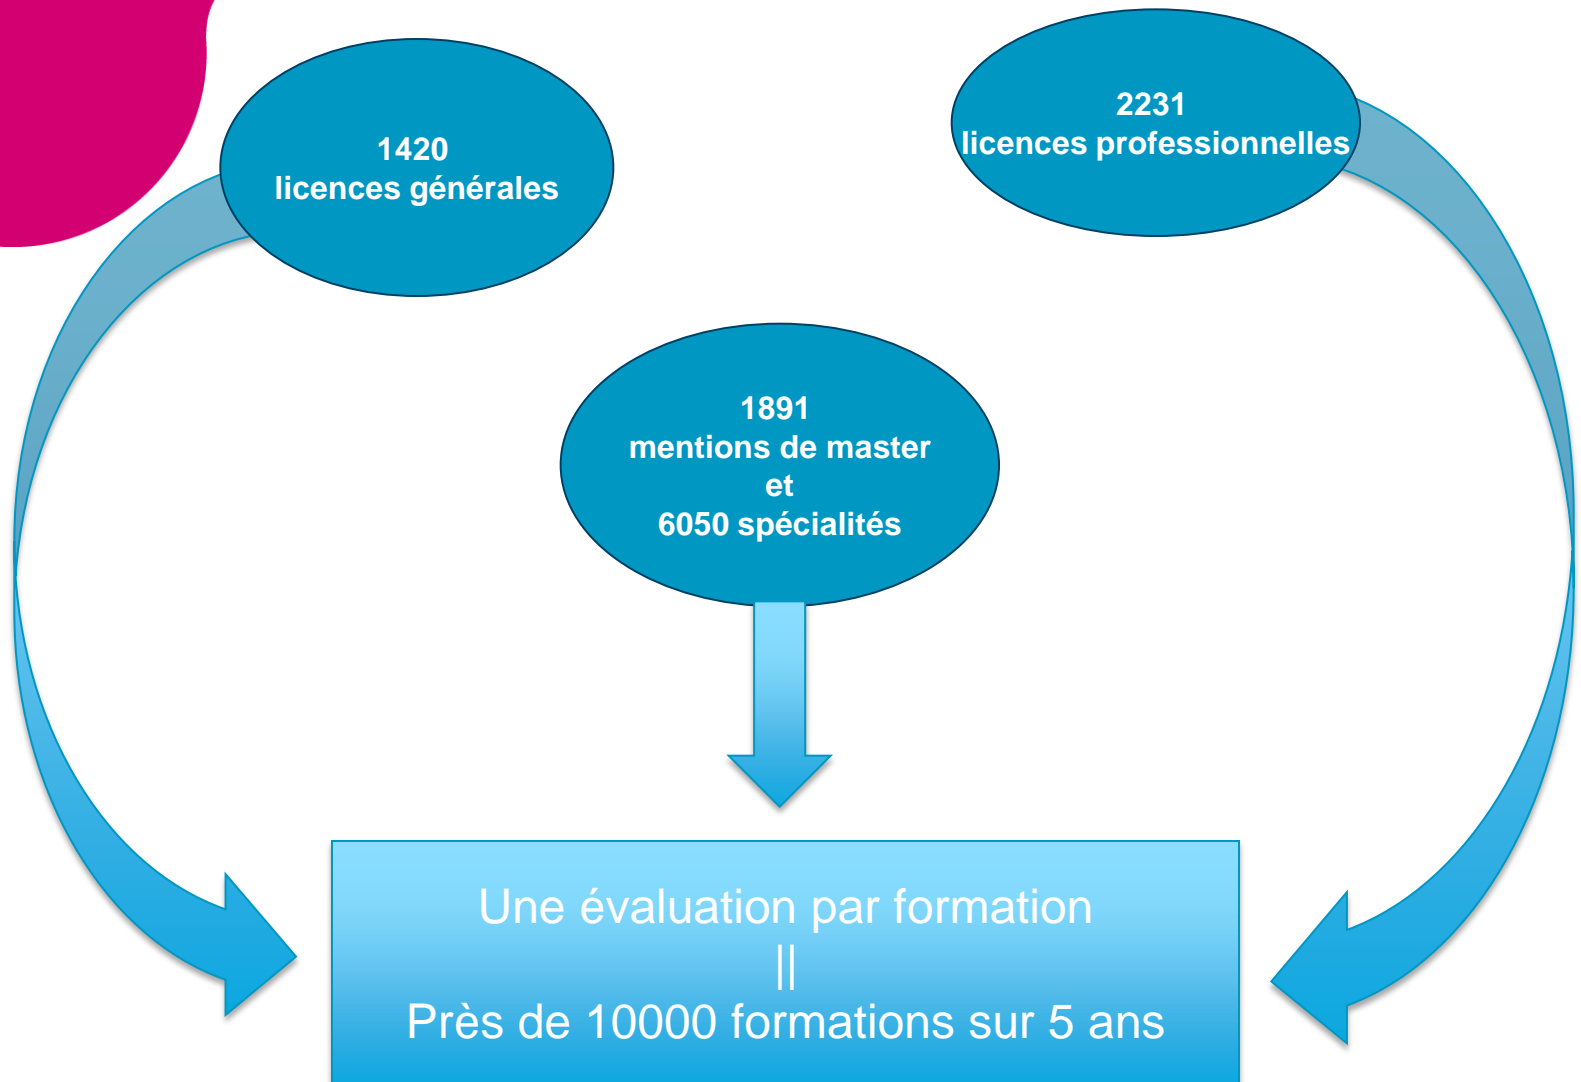 1420
licences générales
2231
licences professionnelles
1891
mentions de master
et
6050 spécialités
Une évaluation par formation
||
Près de 10000 formations sur 5 ans